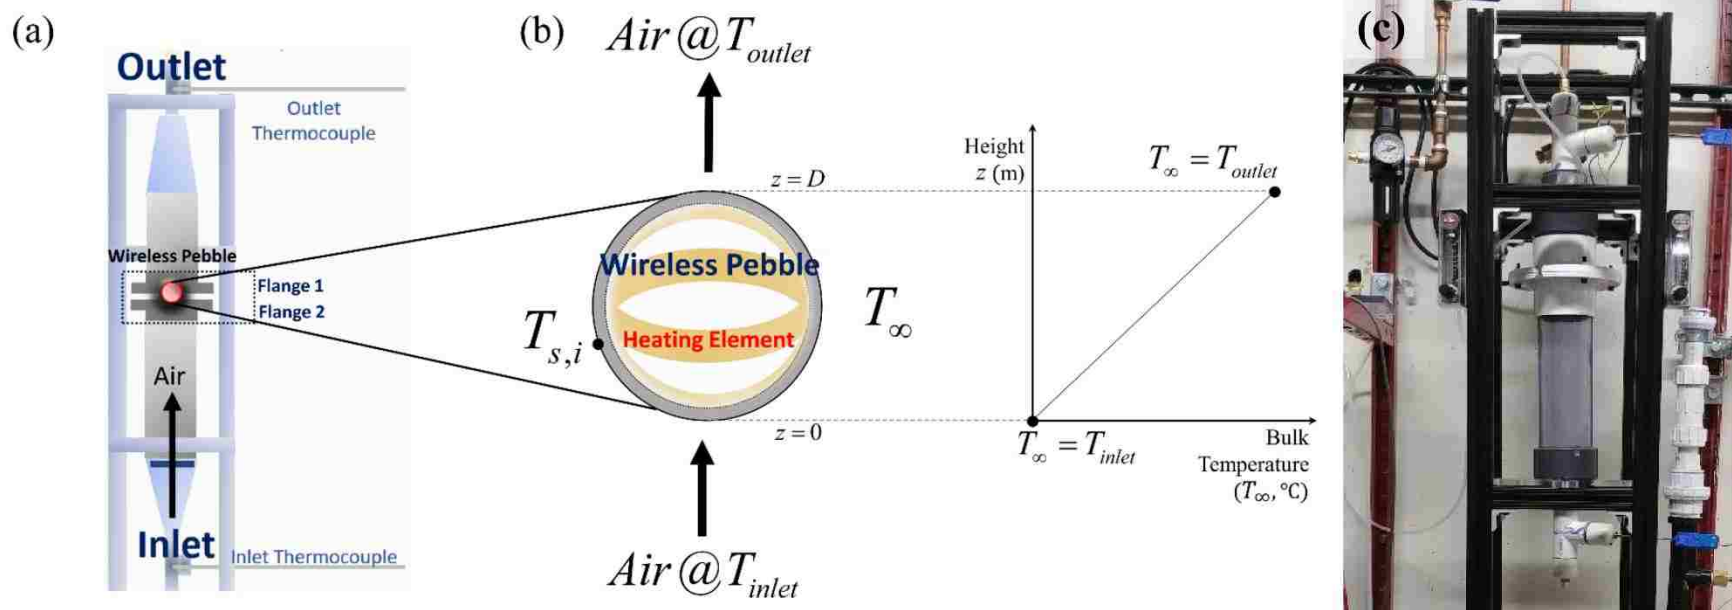 (a)
Outlet
Outlet
Thermocouple
Wireless Pebble
Flange 1
Flange 2
Air
Inlet
Inlet Thermocouple
(b)
Air @ T_outlet
z = D
Wireless Pebble
Heating Element
T_s,i
T_∞
z = 0
Air @ T_inlet
Height
z (m)
T_∞ = T_outlet
T_∞ = T_inlet
Bulk
Temperature
(T_∞, °C)
(c)